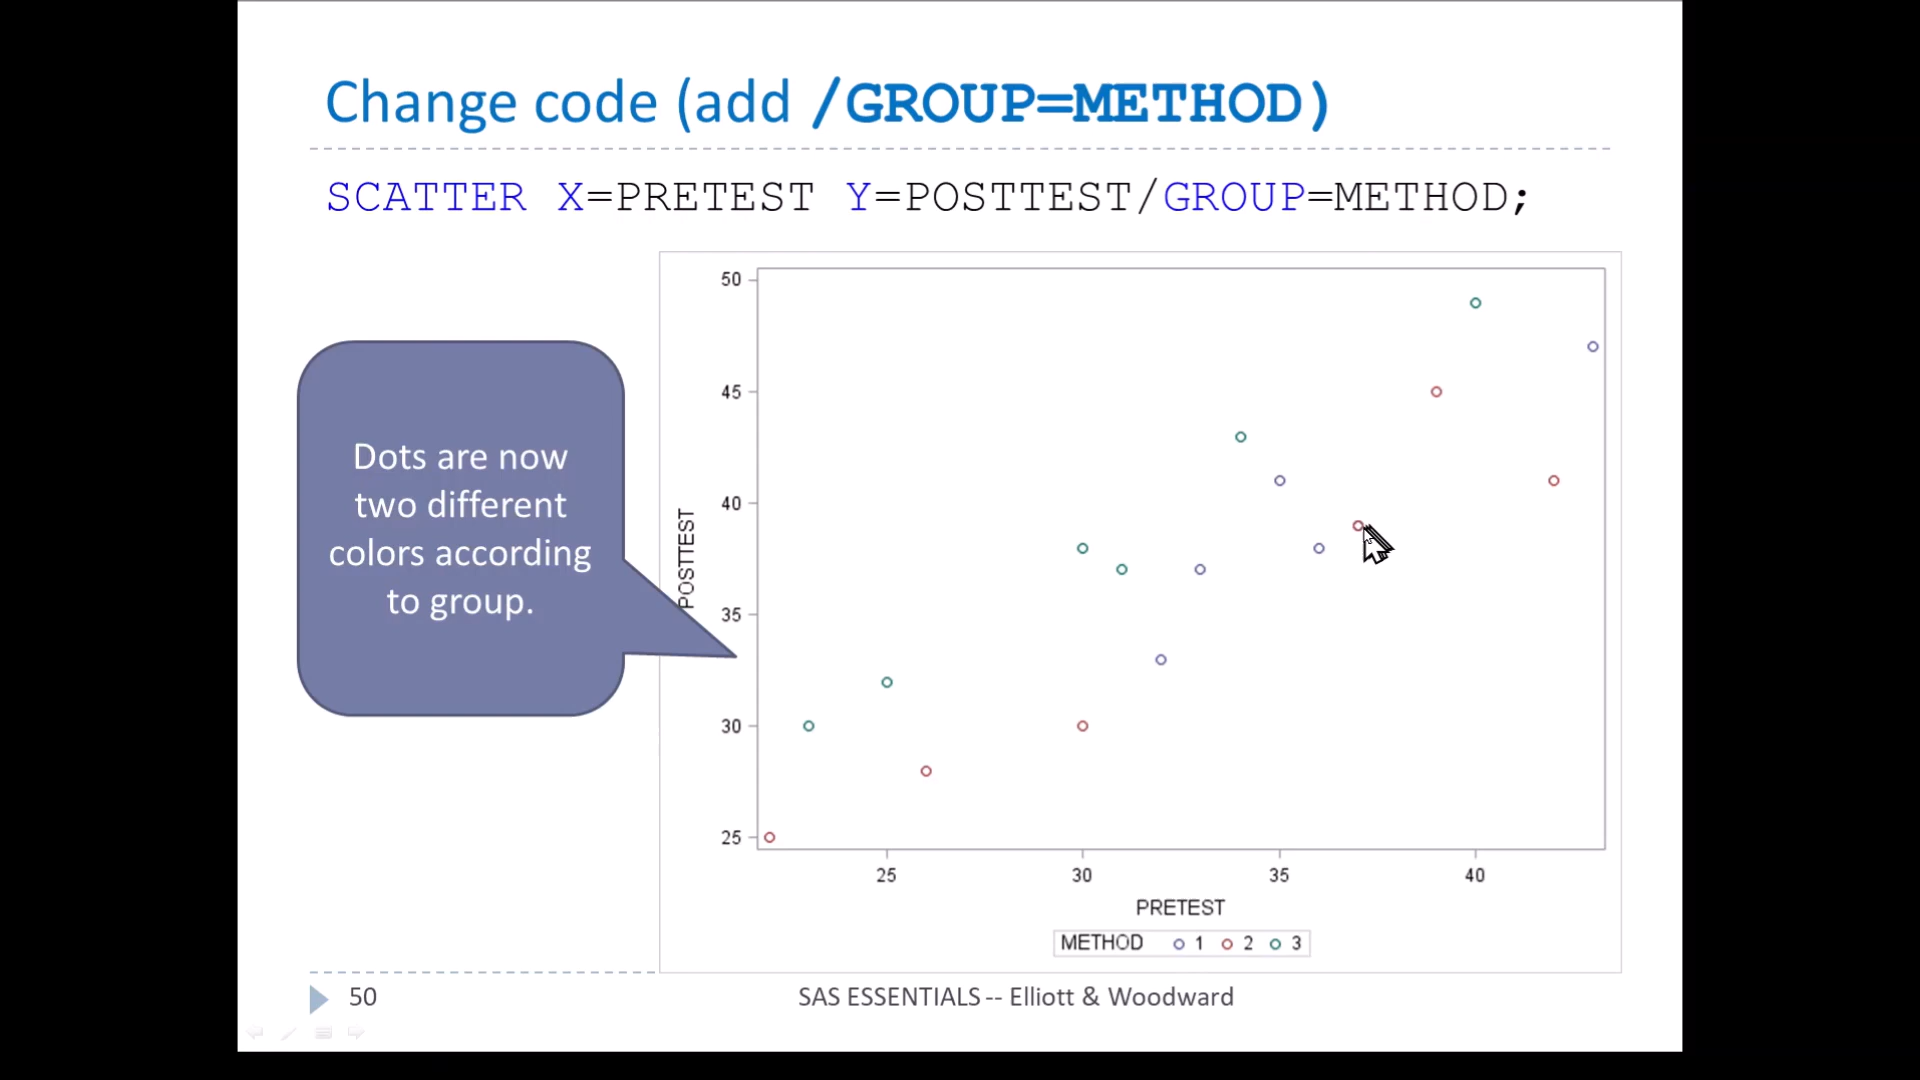 Change code (add /GROUP=METHOD)
SCATTER X=PRETEST Y=POSTTEST/GROUP=METHOD;
Dots are now
two different
colors according
to group.
POSTTEST
50
45
40
35
30
25
25 30 35 40
PRETEST
METHOD 1 2 3
50 SAS ESSENTIALS -- Elliott & Woodward